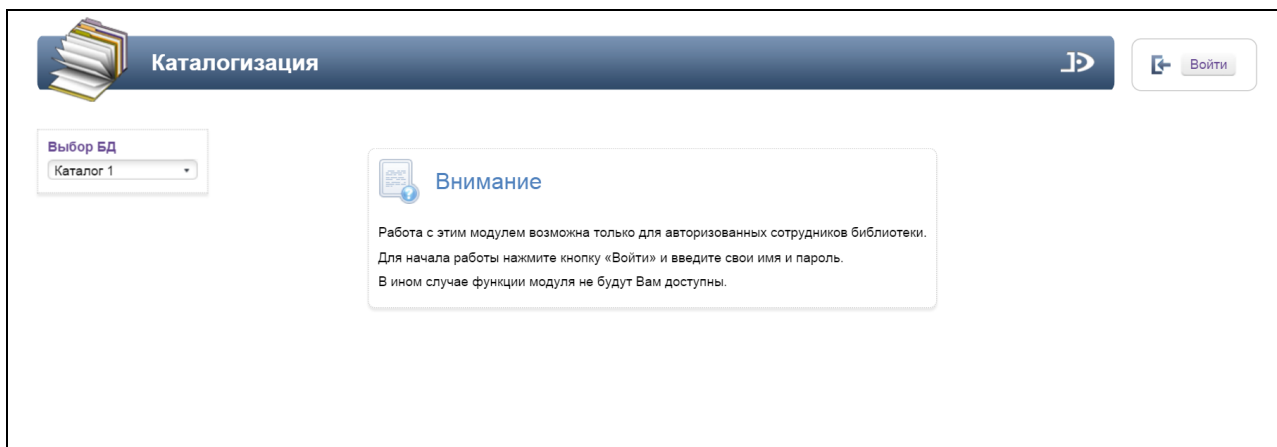 Каталогизация
Войти
Выбор БД
Каталог 1
Внимание
Работа с этим модулем возможна только для авторизованных сотрудников библиотеки.
Для начала работы нажмите кнопку «Войти» и введите свои имя и пароль.
В ином случае функции модуля не будут Вам доступны.